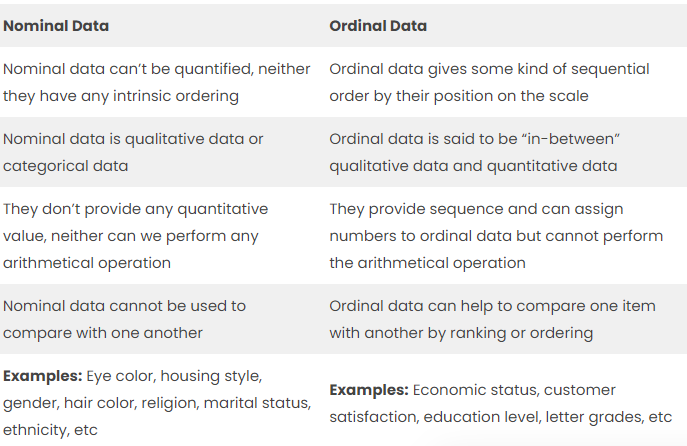 Nominal Data
Ordinal Data
Nominal data can’t be quantified, neither
they have any intrinsic ordering
Ordinal data gives some kind of sequential
order by their position on the scale
Nominal data is qualitative data or
categorical data
Ordinal data is said to be “in-between”
qualitative data and quantitative data
They don’t provide any quantitative
value, neither can we perform any
arithmetical operation
They provide sequence and can assign
numbers to ordinal data but cannot perform
the arithmetical operation
Nominal data cannot be used to
compare with one another
Ordinal data can help to compare one item
with another by ranking or ordering
Examples: Eye color, housing style,
gender, hair color, religion, marital status,
ethnicity, etc
Examples: Economic status, customer
satisfaction, education level, letter grades, etc